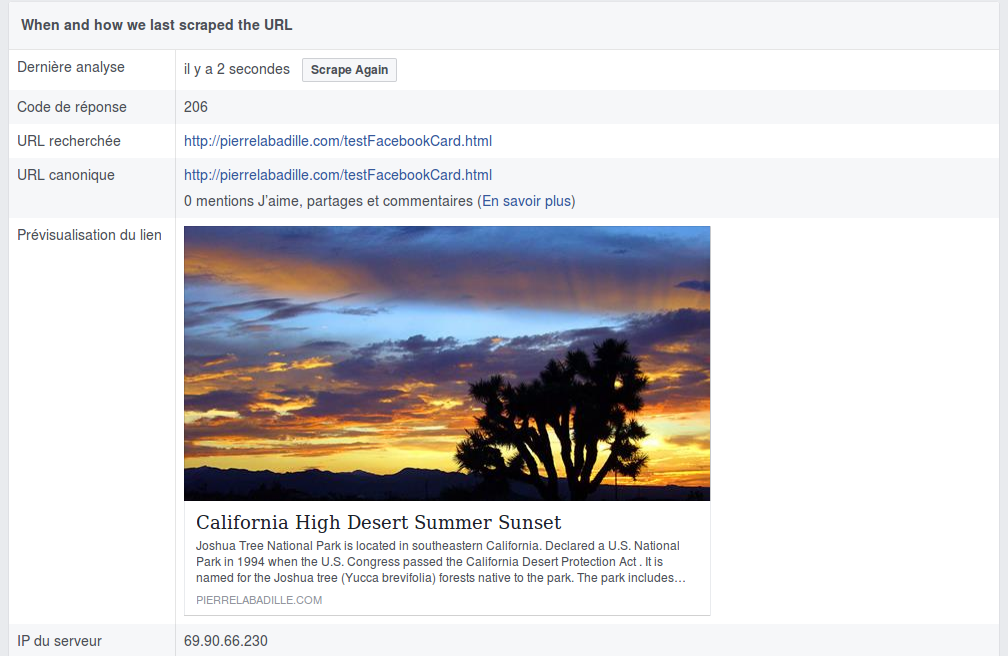 When and how we last scraped the URL
Dernière analyse
il y a 2 secondes
Scrape Again
Code de réponse
206
URL recherchée
http://pierrelabadille.com/testFacebookCard.html
URL canonique
http://pierrelabadille.com/testFacebookCard.html
0 mentions J’aime, partages et commentaires (En savoir plus)
Prévisualisation du lien
California High Desert Summer Sunset
Joshua Tree National Park is located in southeastern California. Declared a U.S. National
Park in 1994 when the U.S. Congress passed the California Desert Protection Act . It is
named for the Joshua tree (Yucca brevifolia) forests native to the park. The park includes…
PIERRELABADILLE.COM
IP du serveur
69.90.66.230